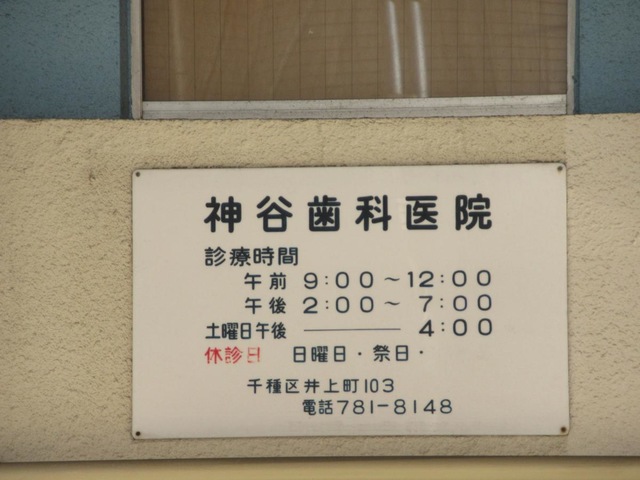 神谷歯科医院
診療時間
午前 9:00～12:00
午後 2:00～ 7:00
土曜日午後 ――― 4:00
休診日 日曜日・祭日・
千種区井上町103
電話781-8148